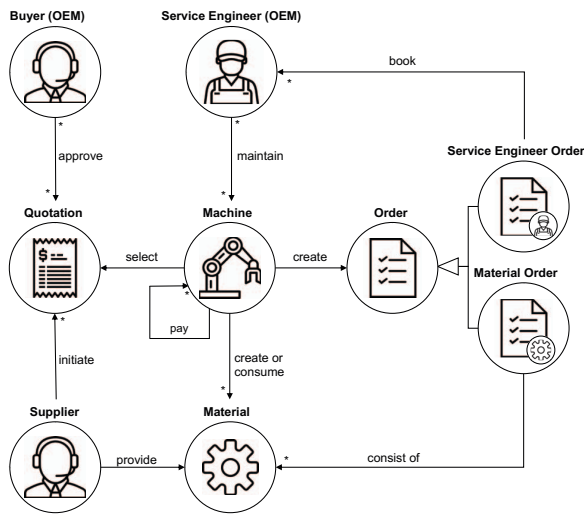 Buyer (OEM)
Service Engineer (OEM)
book
*
*
*
approve
maintain
Service Engineer Order
*
*
Quotation
Machine
Order
$
select
create
Material Order
*
*
pay
initiate
create or
consume
*
Supplier
Material
provide
*
consist of